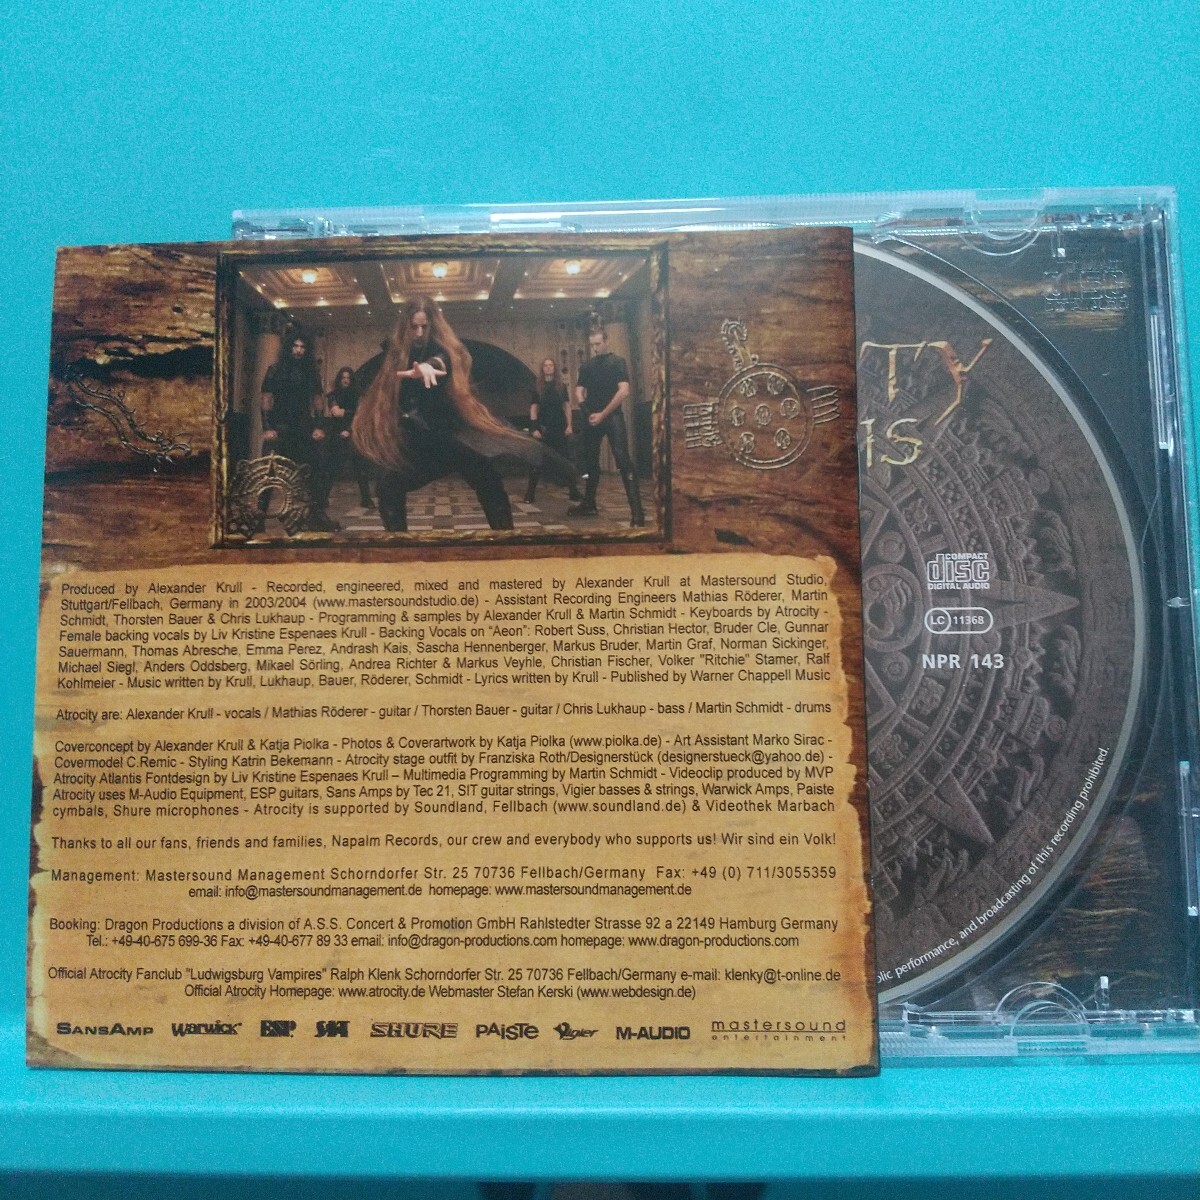 Produced by Alexander Krull - Recorded, engineered, mixed and mastered by Alexander Krull at Mastersound Studio,
Stuttgart/Fellbach, Germany in 2003/2004 (www.mastersoundstudio.de) - Assistant Recording Engineers Mathias Röderer, Martin
Schmidt, Thorsten Bauer & Chris Lukhaup - Programming & samples by Alexander Krull & Martin Schmidt - Keyboards by Atrocity -
Female backing vocals by Liv Kristine Espenaes Krull - Backing Vocals on "Aeon": Robert Suss, Christian Hector, Bruder Cle, Gunnar
Sauermann, Thomas Abresche, Emma Perez, Andrash Kais, Sascha Hennenberger, Markus Bruder, Martin Graf, Norman Sickinger,
Michael Siegl, Anders Oddsberg, Mikael Sörling, Andrea Richter & Markus Veyhle, Christian Fischer, Volker "Ritchie" Stamer, Ralf
Kohlmeier - Music written by Krull, Lukhaup, Bauer, Röderer, Schmidt - Lyrics written by Krull - Published by Warner Chappell Music
Atrocity are: Alexander Krull - vocals / Mathias Röderer - guitar / Thorsten Bauer - guitar / Chris Lukhaup - bass / Martin Schmidt - drums
Coverconcept by Alexander Krull & Katja Piolka - Photos & Coverartwork by Katja Piolka (www.piolka.de) - Art Assistant Marko Sirac -
Covermodel C.Remic - Styling Katrin Bekemann - Atrocity stage outfit by Franziska Roth/Designerstück (designerstueck@yahoo.de) -
Atrocity Atlantis Fontdesign by Liv Kristine Espenaes Krull – Multimedia Programming by Martin Schmidt - Videoclip produced by MVP
Atrocity uses M-Audio Equipment, ESP guitars, Sans Amps by Tec 21, SIT guitar strings, Vigier basses & strings, Warwick Amps, Paiste
cymbals, Shure microphones - Atrocity is supported by Soundland, Fellbach (www.soundland.de) & Videothek Marbach
Thanks to all our fans, friends and families, Napalm Records, our crew and everybody who supports us! Wir sind ein Volk!
Management: Mastersound Management Schorndorfer Str. 25 70736 Fellbach/Germany Fax: +49 (0) 711/3055359
email: info@mastersoundmanagement.de homepage: www.mastersoundmanagement.de
Booking: Dragon Productions a division of A.S.S. Concert & Promotion GmbH Rahlstedter Strasse 92 a 22149 Hamburg Germany
Tel.: +49-40-675 699-36 Fax: +49-40-677 89 33 email: info@dragon-productions.com homepage: www.dragon-productions.com
Official Atrocity Fanclub "Ludwigsburg Vampires" Ralph Klenk Schorndorfer Str. 25 70736 Fellbach/Germany e-mail: klenky@t-online.de
Official Atrocity Homepage: www.atrocity.de Webmaster Stefan Kerski (www.webdesign.de)
SANSAMP Warwick ESP SIT SHURE PAISTE Vigier M-AUDIO mastersound
entertainment
TY
IS
COMPACT
disc
DIGITAL AUDIO
LC 11368
NPR 143
blic performance, and broadcasting of this recording prohibited.